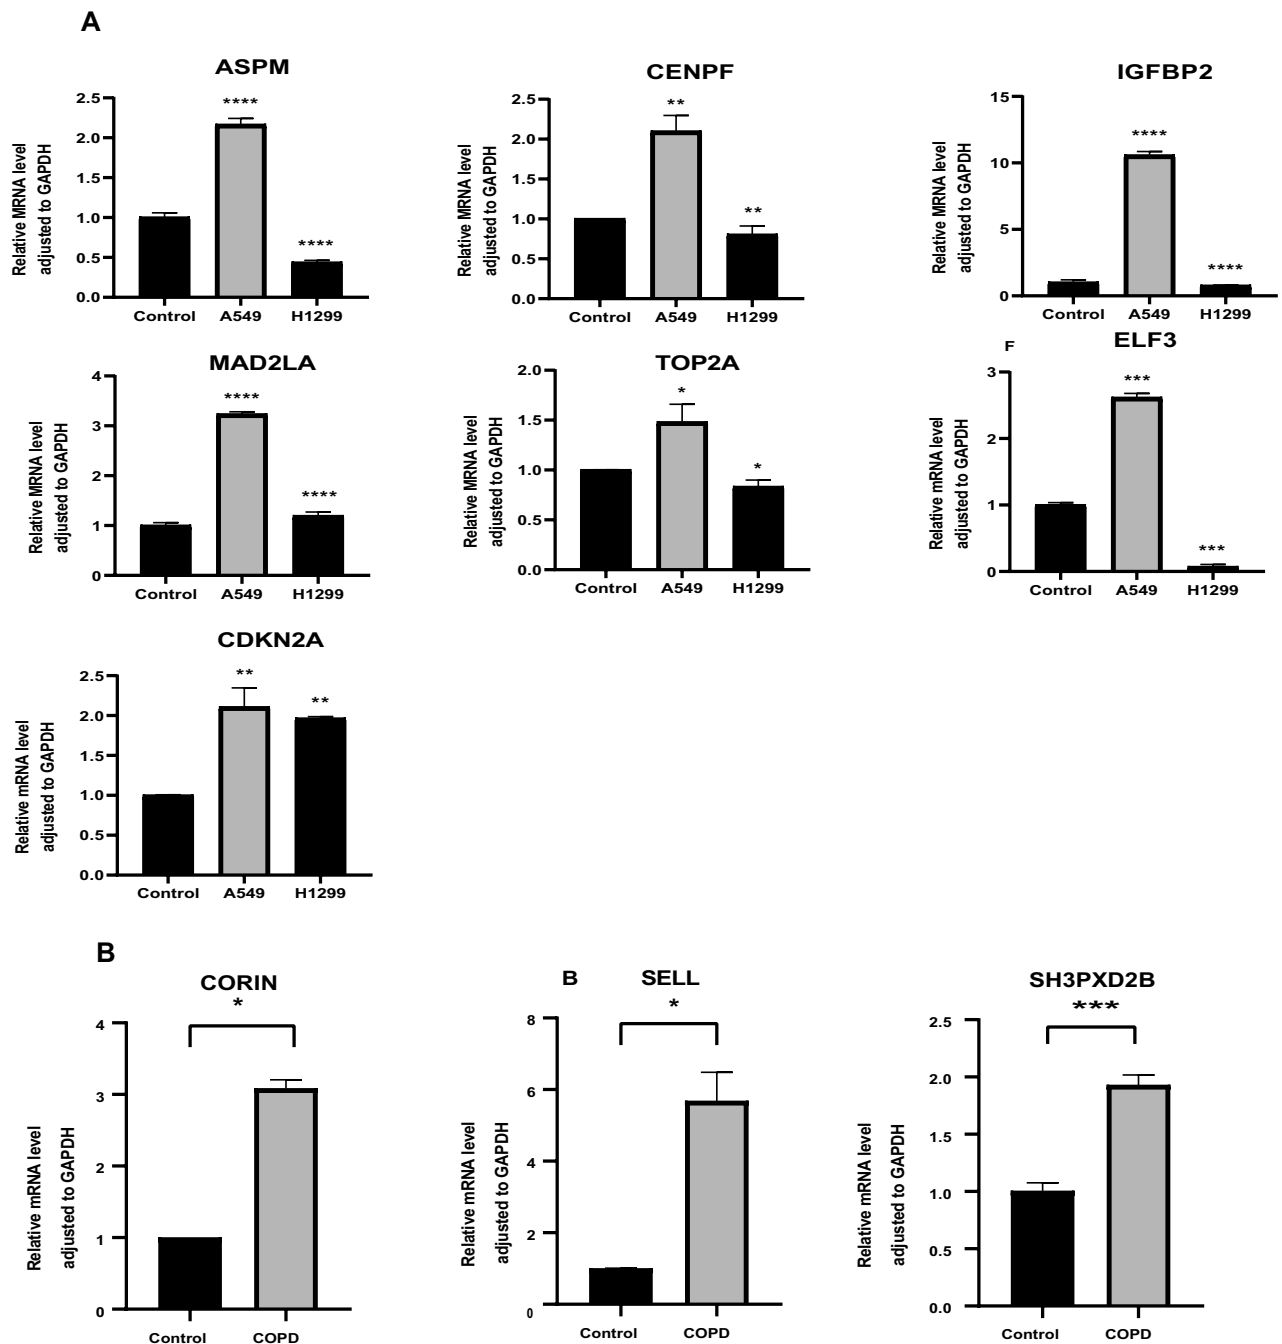 A
ASPM
Relative MRNA level
adjusted to GAPDH
2.5
2.0
1.5
1.0
0.5
0.0
****
****
Control A549 H1299
CENPF
Relative MRNA level
adjusted to GAPDH
2.5
2.0
1.5
1.0
0.5
0.0
**
**
Control A549 H1299
IGFBP2
Relative MRNA level
adjusted to GAPDH
15
10
5
0
****
****
Control A549 H1299
MAD2LA
Relative MRNA level
adjusted to GAPDH
4
3
2
1
0
****
****
Control A549 H1299
TOP2A
Relative MRNA level
adjusted to GAPDH
2.0
1.5
1.0
0.5
0.0
*
*
Control A549 H1299
F
ELF3
Relative mRNA level
adjusted to GAPDH
3
2
1
0
***
***
Control A549 H1299
CDKN2A
Relative mRNA level
adjusted to GAPDH
2.5
2.0
1.5
1.0
0.5
0.0
**
**
Control A549 H1299
B
CORIN
*
Relative mRNA level
adjusted to GAPDH
4
3
2
1
0
Control COPD
B SELL
*
Relative mRNA level
adjusted to GAPDH
8
6
4
2
0
Control COPD
SH3PXD2B
***
Relative mRNA level
adjusted to GAPDH
2.5
2.0
1.5
1.0
0.5
0.0
Control COPD